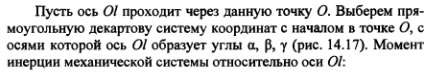 Пусть ось Ol проходит через данную точку O. Выберем пря-
моугольную декартову систему координат с началом в точке O, с
осями которой ось Ol образует углы α, β, γ (рис. 14.17). Момент
инерции механической системы относительно оси Ol: